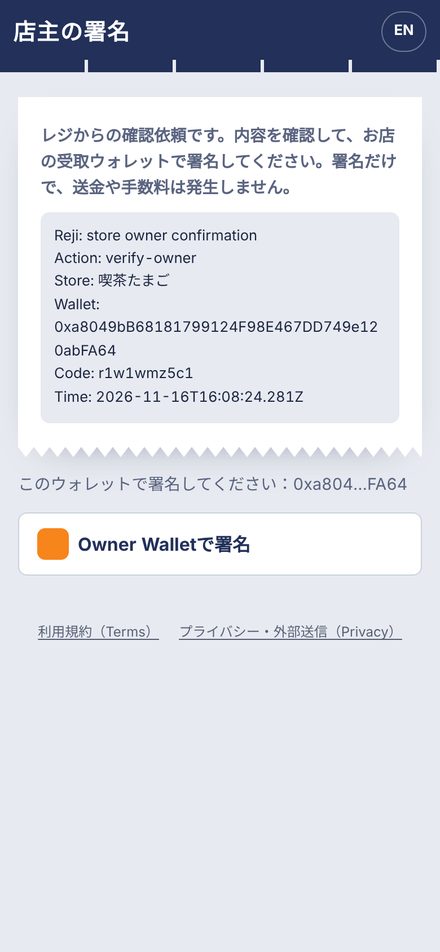 店主の署名
EN
レジからの確認依頼です。内容を確認して、お店
の受取ウォレットで署名してください。署名だけ
で、送金や手数料は発生しません。
Reji: store owner confirmation
Action: verify-owner
Store: 喫茶たまご
Wallet:
0xa8049bB68181799124F98E467DD749e12
0abFA64
Code: r1w1wmz5c1
Time: 2026-11-16T16:08:24.281Z
このウォレットで署名してください：0xa804…FA64
Owner Walletで署名
利用規約（Terms） プライバシー・外部送信（Privacy）